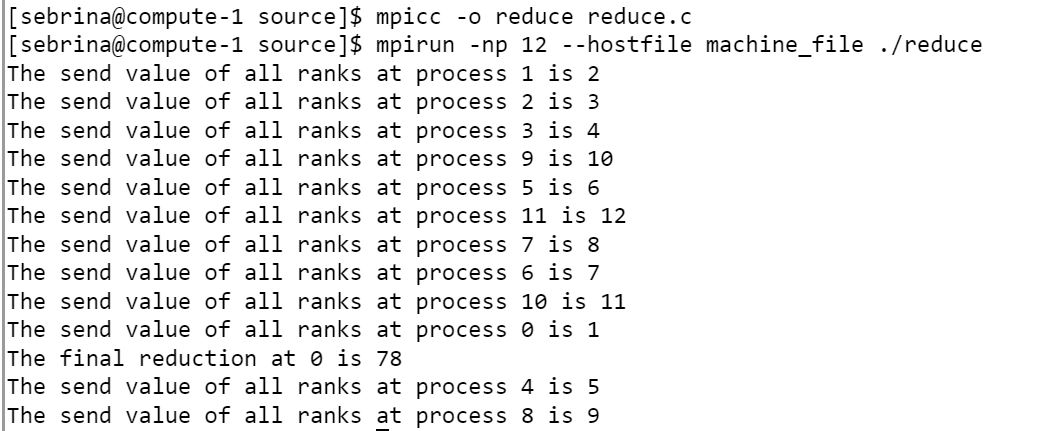 [sebrina@compute-1 source]$ mpicc -o reduce reduce.c
[sebrina@compute-1 source]$ mpirun -np 12 --hostfile machine_file ./reduce
The send value of all ranks at process 1 is 2
The send value of all ranks at process 2 is 3
The send value of all ranks at process 3 is 4
The send value of all ranks at process 9 is 10
The send value of all ranks at process 5 is 6
The send value of all ranks at process 11 is 12
The send value of all ranks at process 7 is 8
The send value of all ranks at process 6 is 7
The send value of all ranks at process 10 is 11
The send value of all ranks at process 0 is 1
The final reduction at 0 is 78
The send value of all ranks at process 4 is 5
The send value of all ranks at process 8 is 9